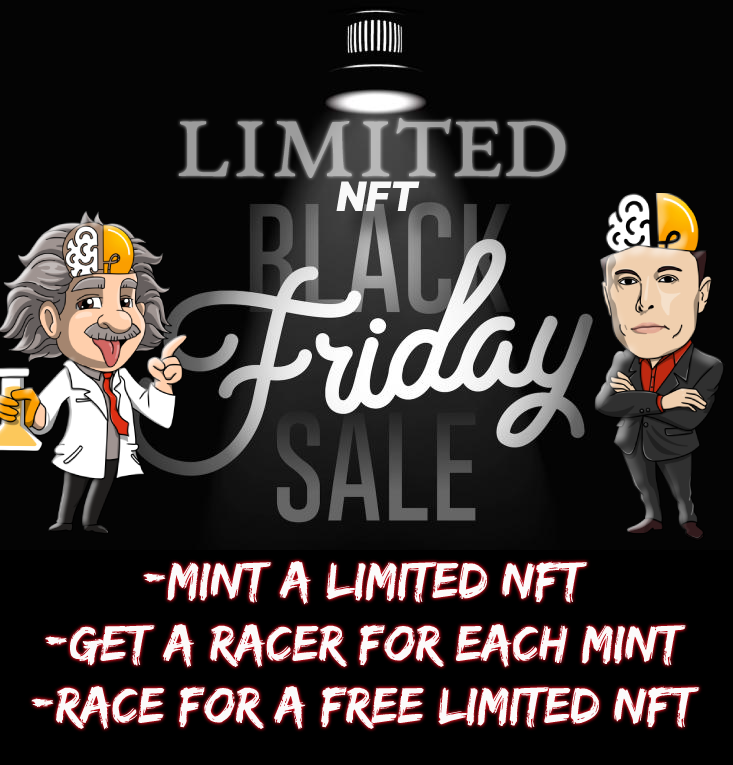 LIMITED
NFT
BLACK
Friday
SALE
-MINT A LIMITED NFT
-GET A RACER FOR EACH MINT
-RACE FOR A FREE LIMITED NFT